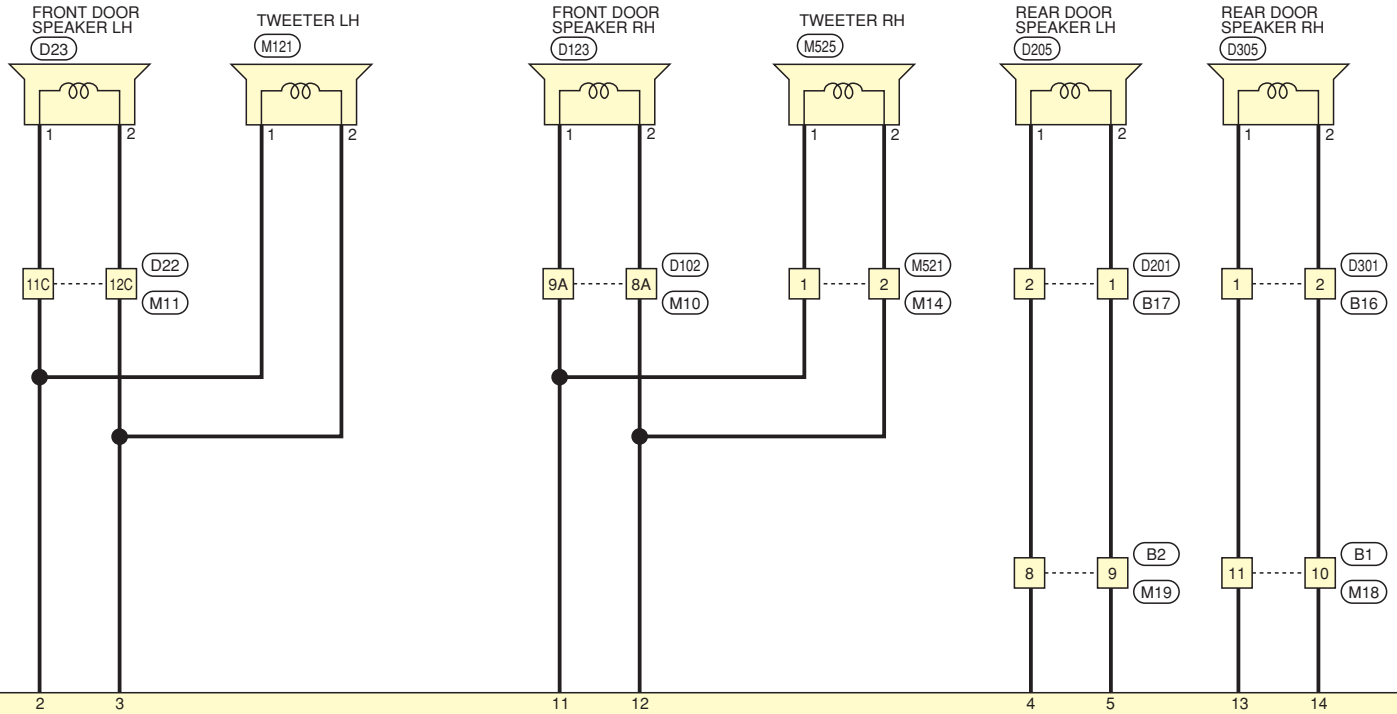 FRONT DOOR
SPEAKER LH
D23
TWEETER LH
M121
FRONT DOOR
SPEAKER RH
D123
TWEETER RH
M525
REAR DOOR
SPEAKER LH
D205
REAR DOOR
SPEAKER RH
D305
1 2 1 2 1 2 1 2 1 2 1 2
11C 12C D22 M11
9A 8A D102 M10
1 2 M521 M14
2 1 D201 B17
1 2 D301 B16
8 9 B2 M19
11 10 B1 M18
2 3 11 12 4 5 13 14